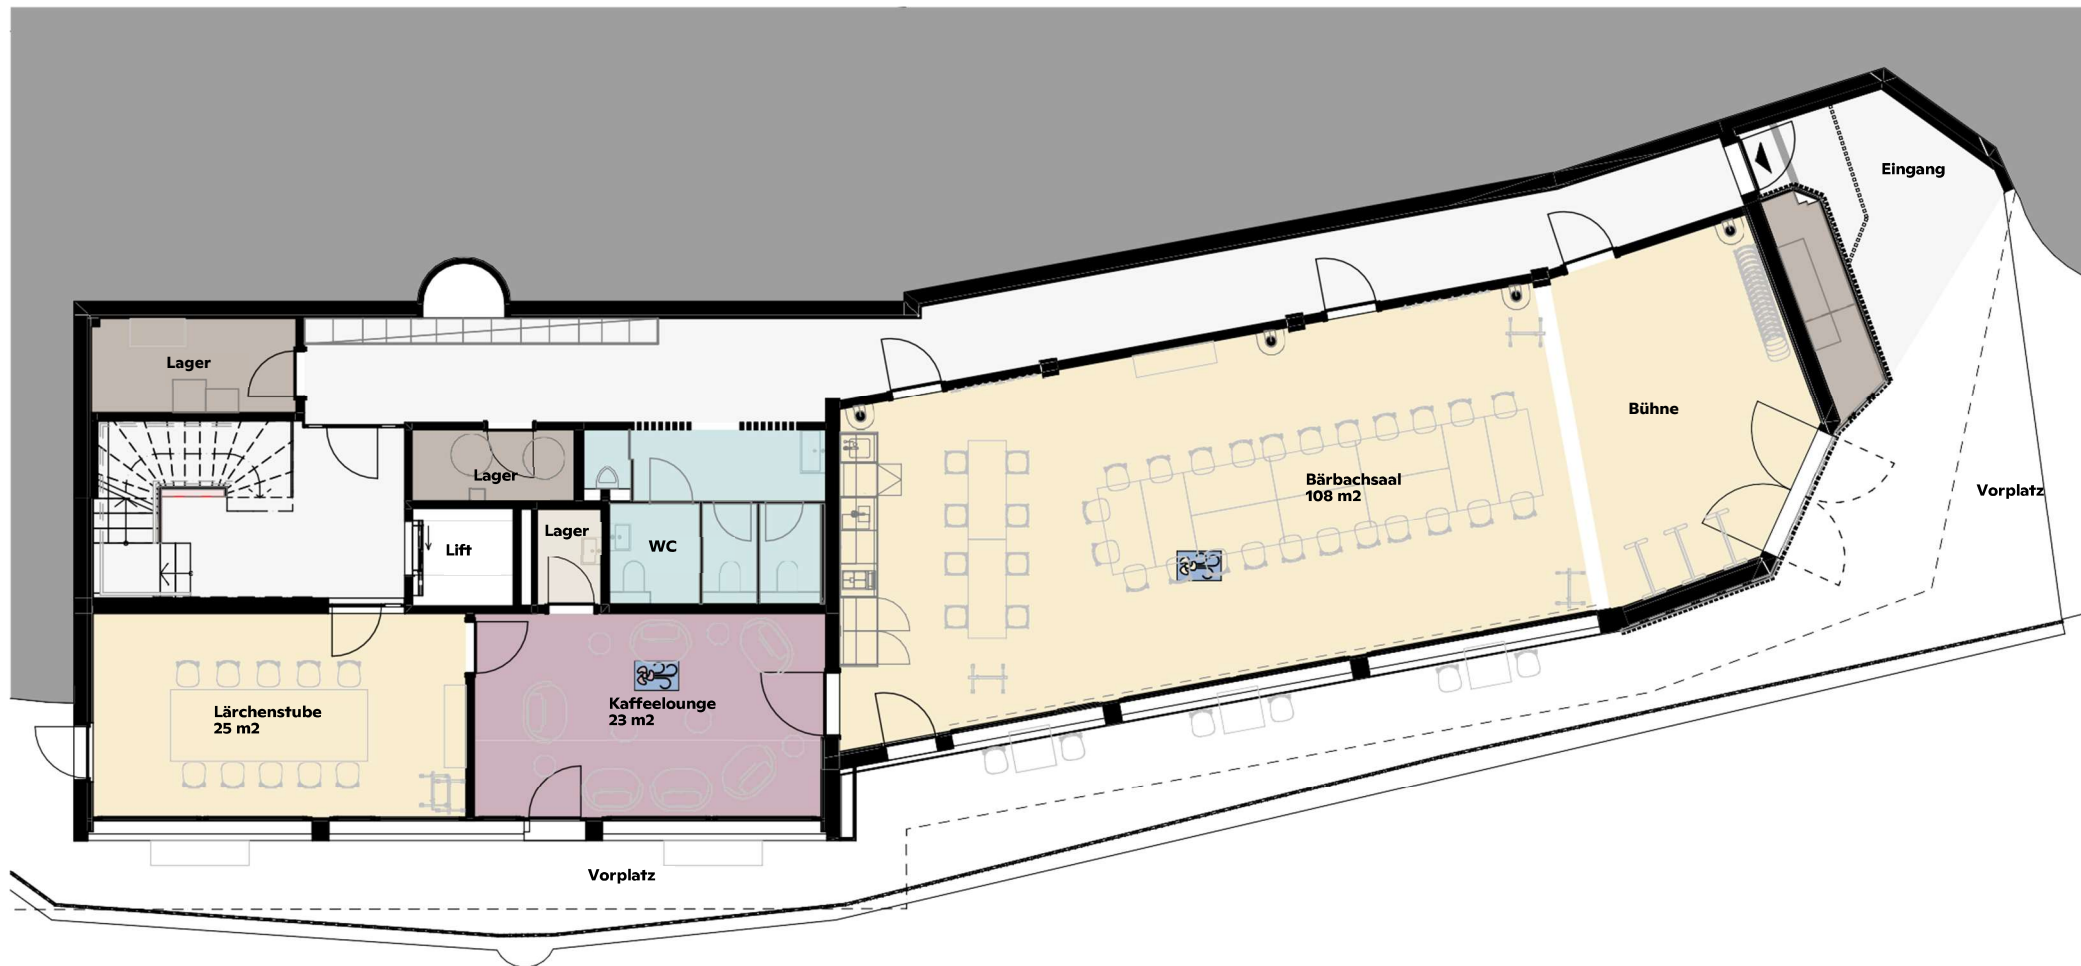 Eingang
Lager
Bühne
Bärbachsaal
108 m2
Vorplatz
Lager
Lager
Lift
WC
Kaffeelounge
23 m2
Lärchenstube
25 m2
Vorplatz